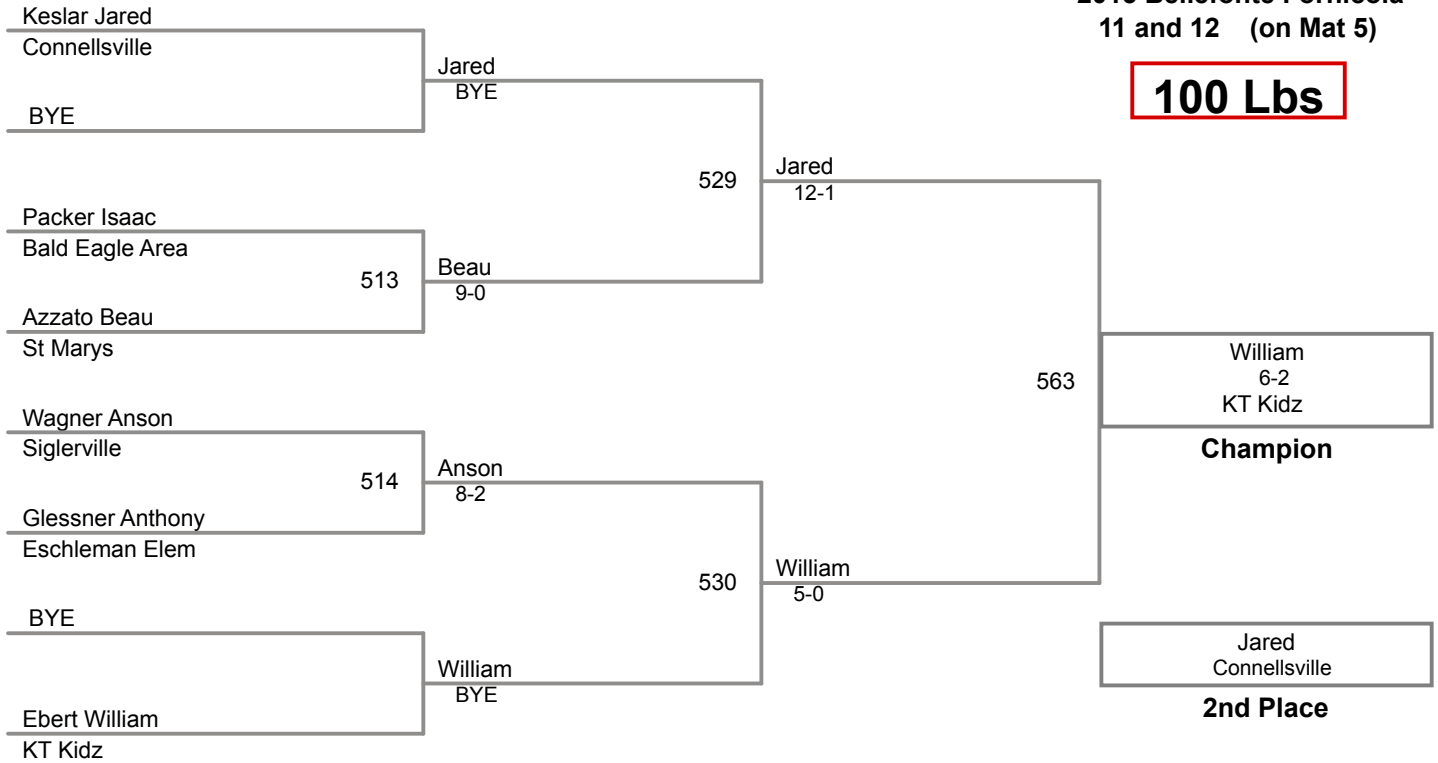 Bellefonte Fornicola
11 and 12 (on Mat 5)
100 Lbs
Keslar Jared
Connellsville
BYE
Packer Isaac
Bald Eagle Area
513
Azzato Beau
St Marys
Wagner Anson
Siglerville
514
Glessner Anthony
Eschleman Elem
BYE
Ebert William
KT Kidz
Jared
BYE
529
Beau
9-0
Anson
8-2
530
William
BYE
Jared
12-1
563
William
5-0
William
6-2
KT Kidz
Champion
Jared
Connellsville
2nd Place